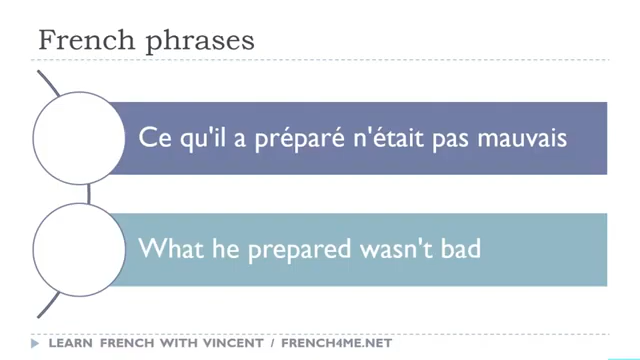 French phrases
Ce qu'il a préparé n'était pas mauvais
What he prepared wasn't bad
LEARN FRENCH WITH VINCENT / FRENCH4ME.NET